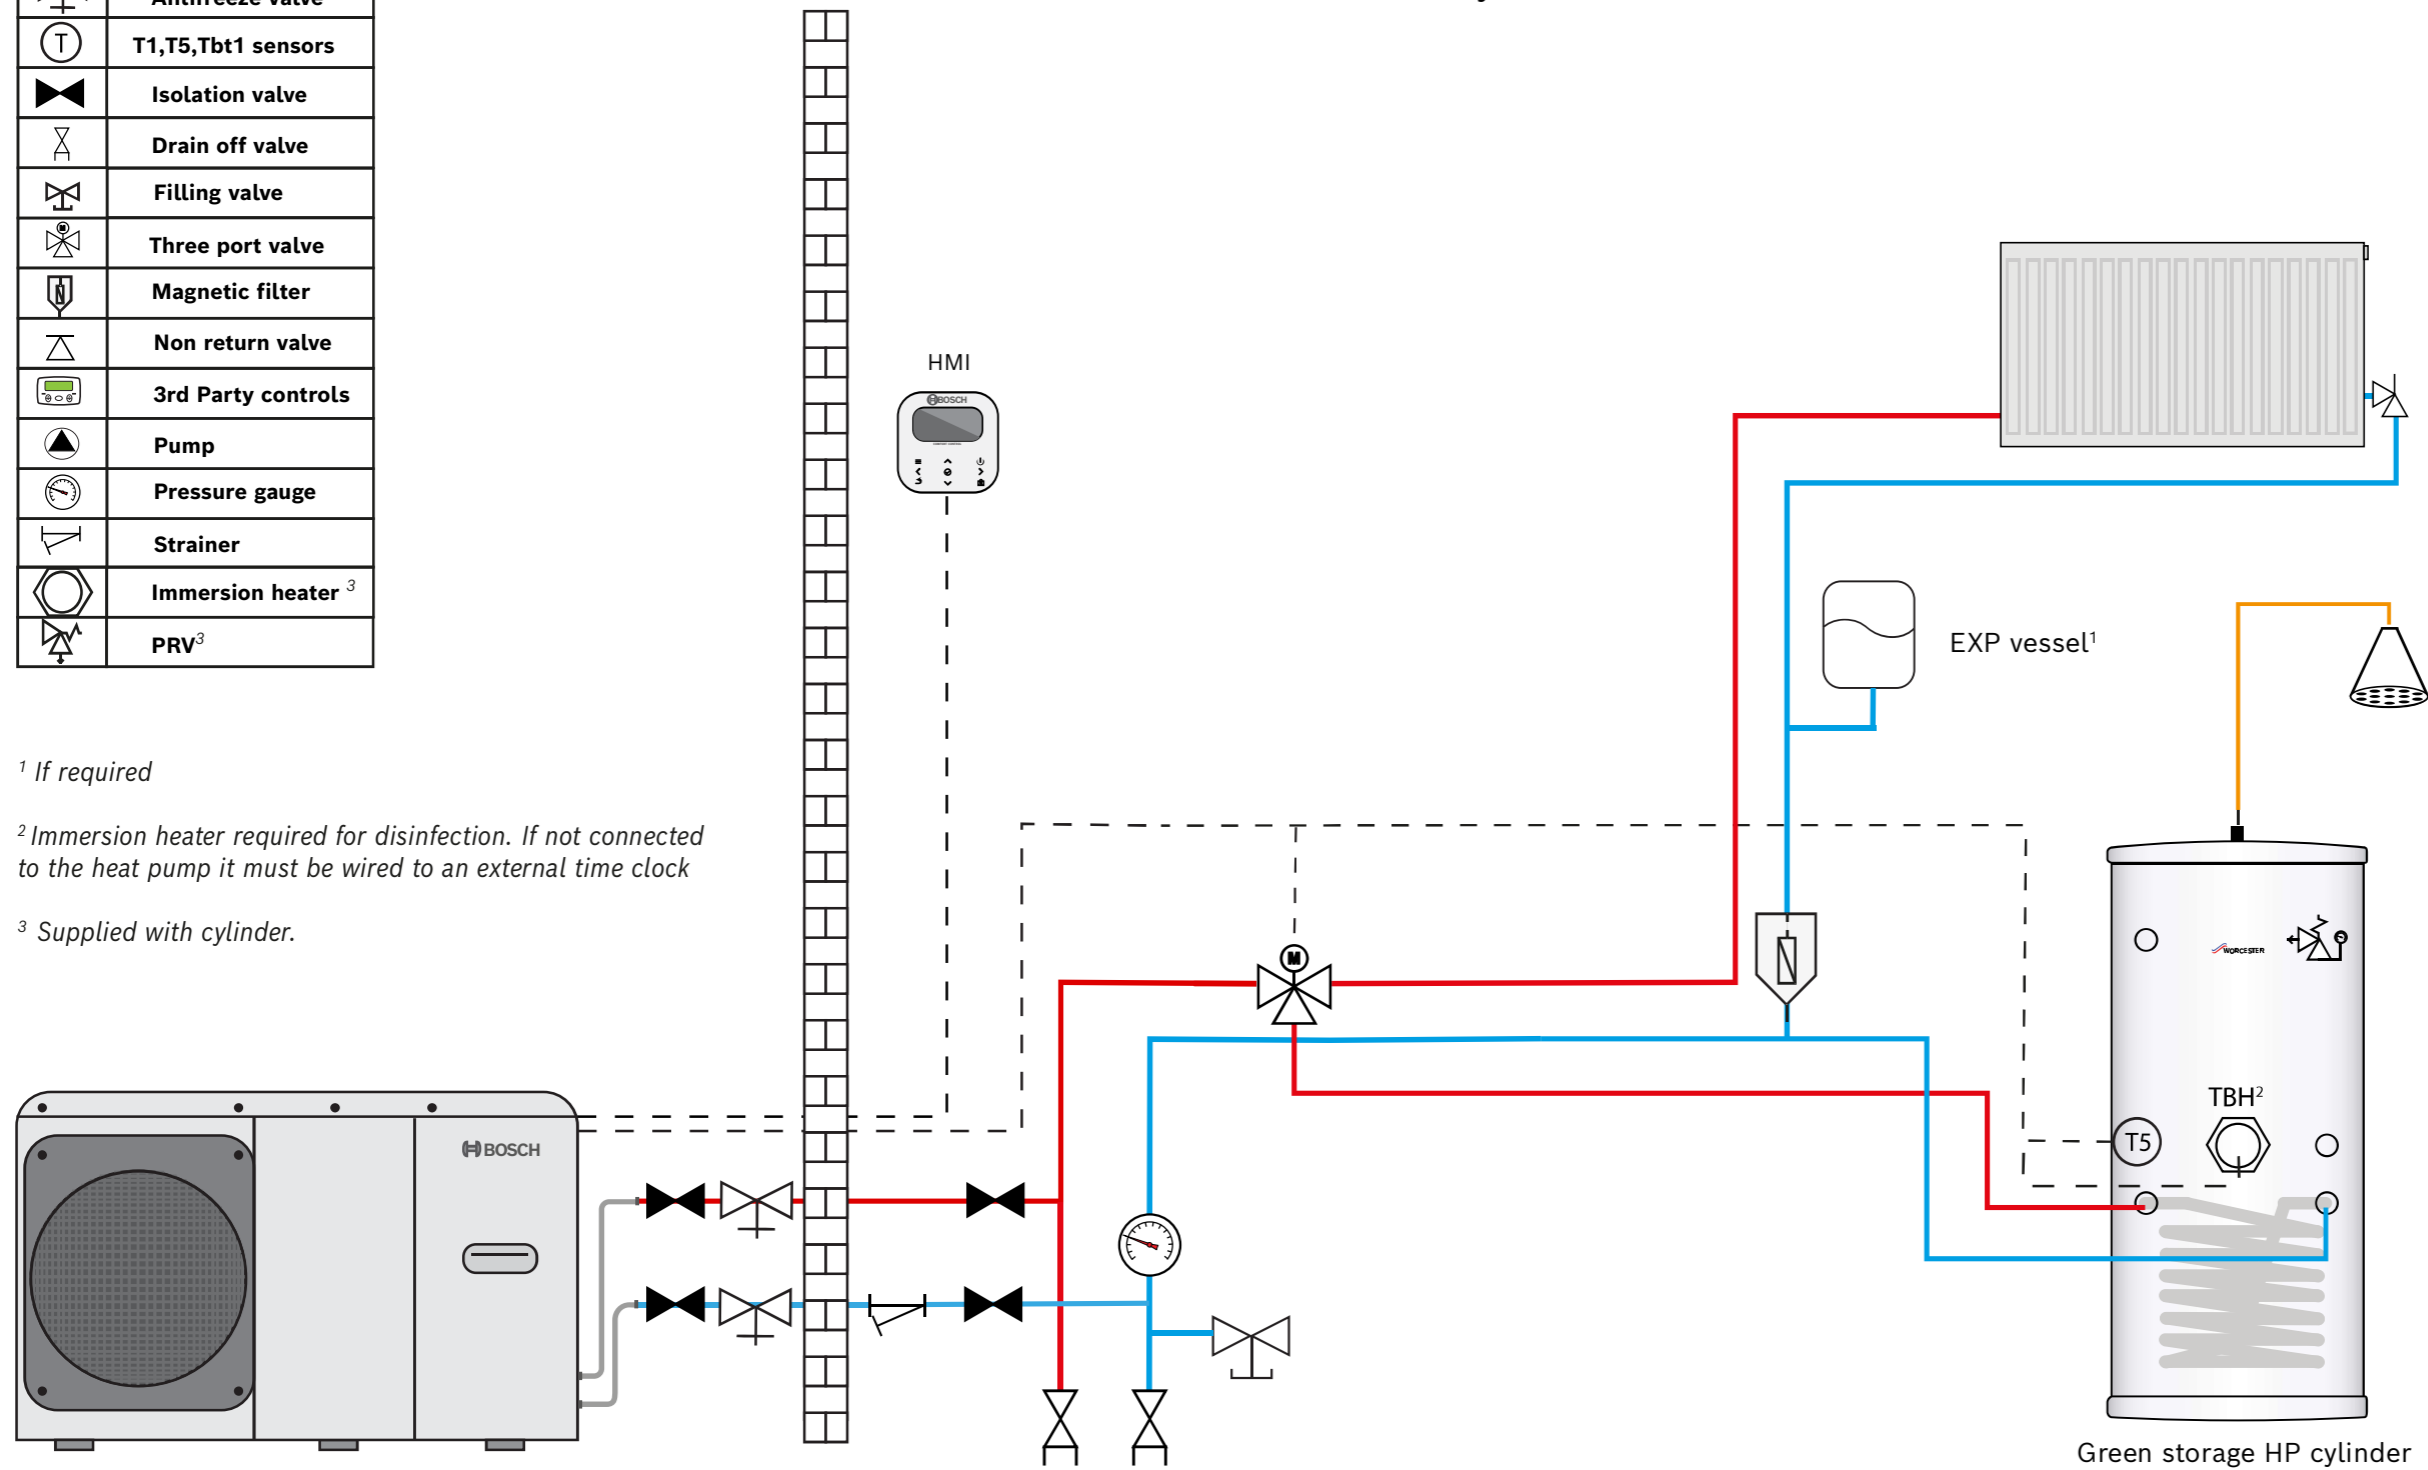 Antifreeze valve
T
T1,T5,Tbt1 sensors
Isolation valve
Drain off valve
Filling valve
M
Three port valve
Magnetic filter
Non return valve
3rd Party controls
Pump
Pressure gauge
Strainer
Immersion heater ³
PRV³
¹ If required
² Immersion heater required for disinfection. If not connected
to the heat pump it must be wired to an external time clock
³ Supplied with cylinder.
HMI
BOSCH
EXP vessel¹
M
WORCESTER
TBH²
T5
BOSCH
Green storage HP cylinder